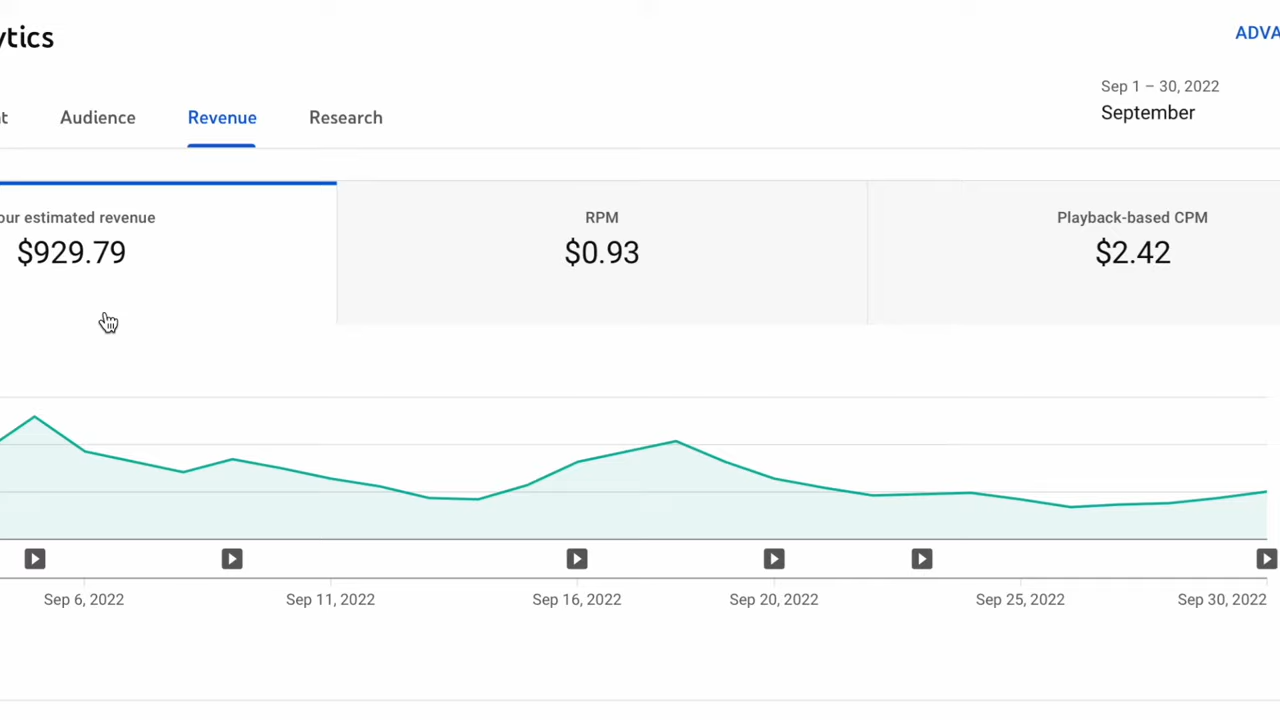 ytics
ADVA
Sep 1 – 30, 2022
September
t
Audience
Revenue
Research
our estimated revenue
$929.79
RPM
$0.93
Playback-based CPM
$2.42
Sep 6, 2022
Sep 11, 2022
Sep 16, 2022
Sep 20, 2022
Sep 25, 2022
Sep 30, 2022